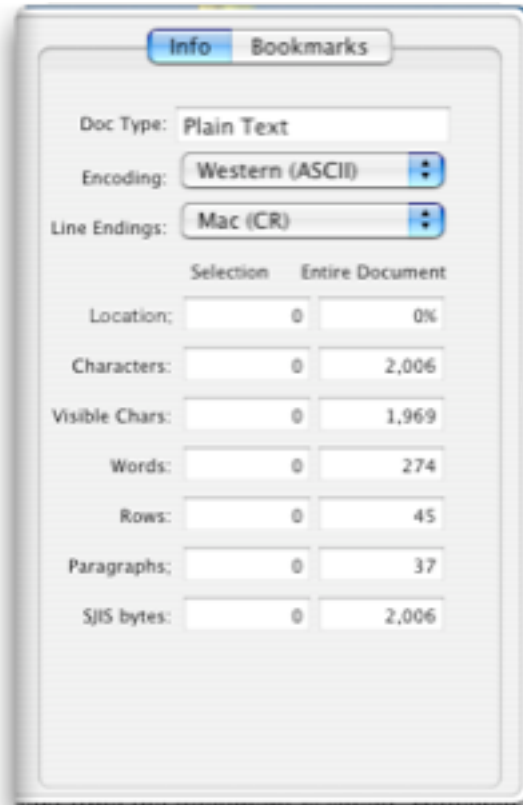 Info Bookmarks
Doc Type: Plain Text
Encoding: Western (ASCII)
Line Endings: Mac (CR)
Selection Entire Document
Location: 0 0%
Characters: 0 2,006
Visible Chars: 0 1,969
Words: 0 274
Rows: 0 45
Paragraphs: 0 37
SJIS bytes: 0 2,006